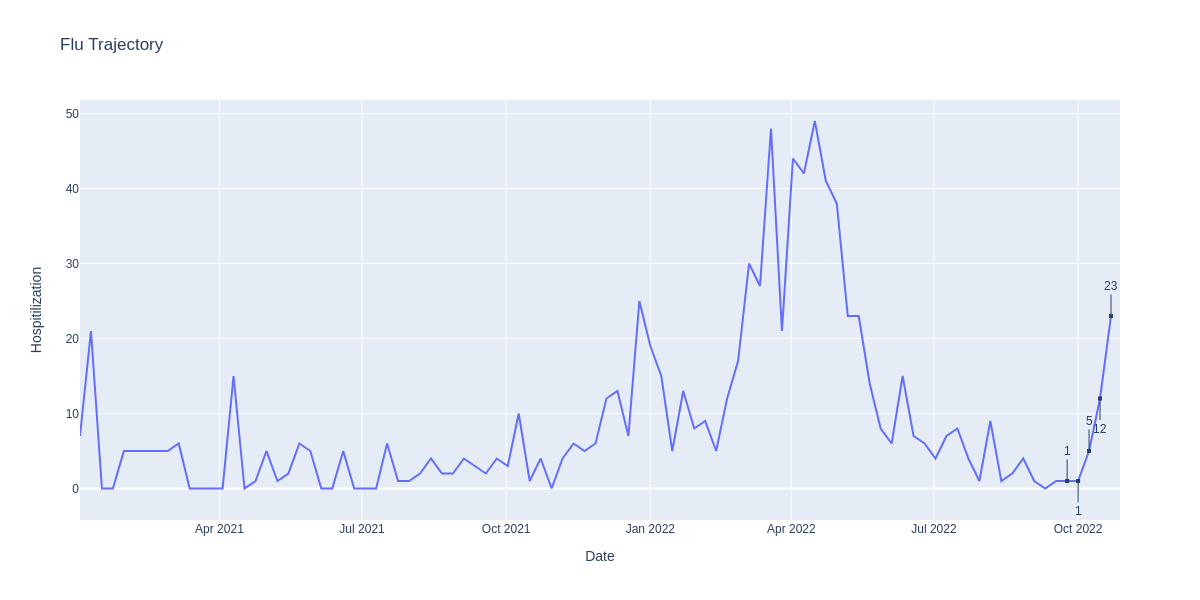 Flu Trajectory
50
40
30
20
10
0
Hospitilization
23
5
12
1
1
Apr 2021
Jul 2021
Oct 2021
Jan 2022
Apr 2022
Jul 2022
Oct 2022
Date